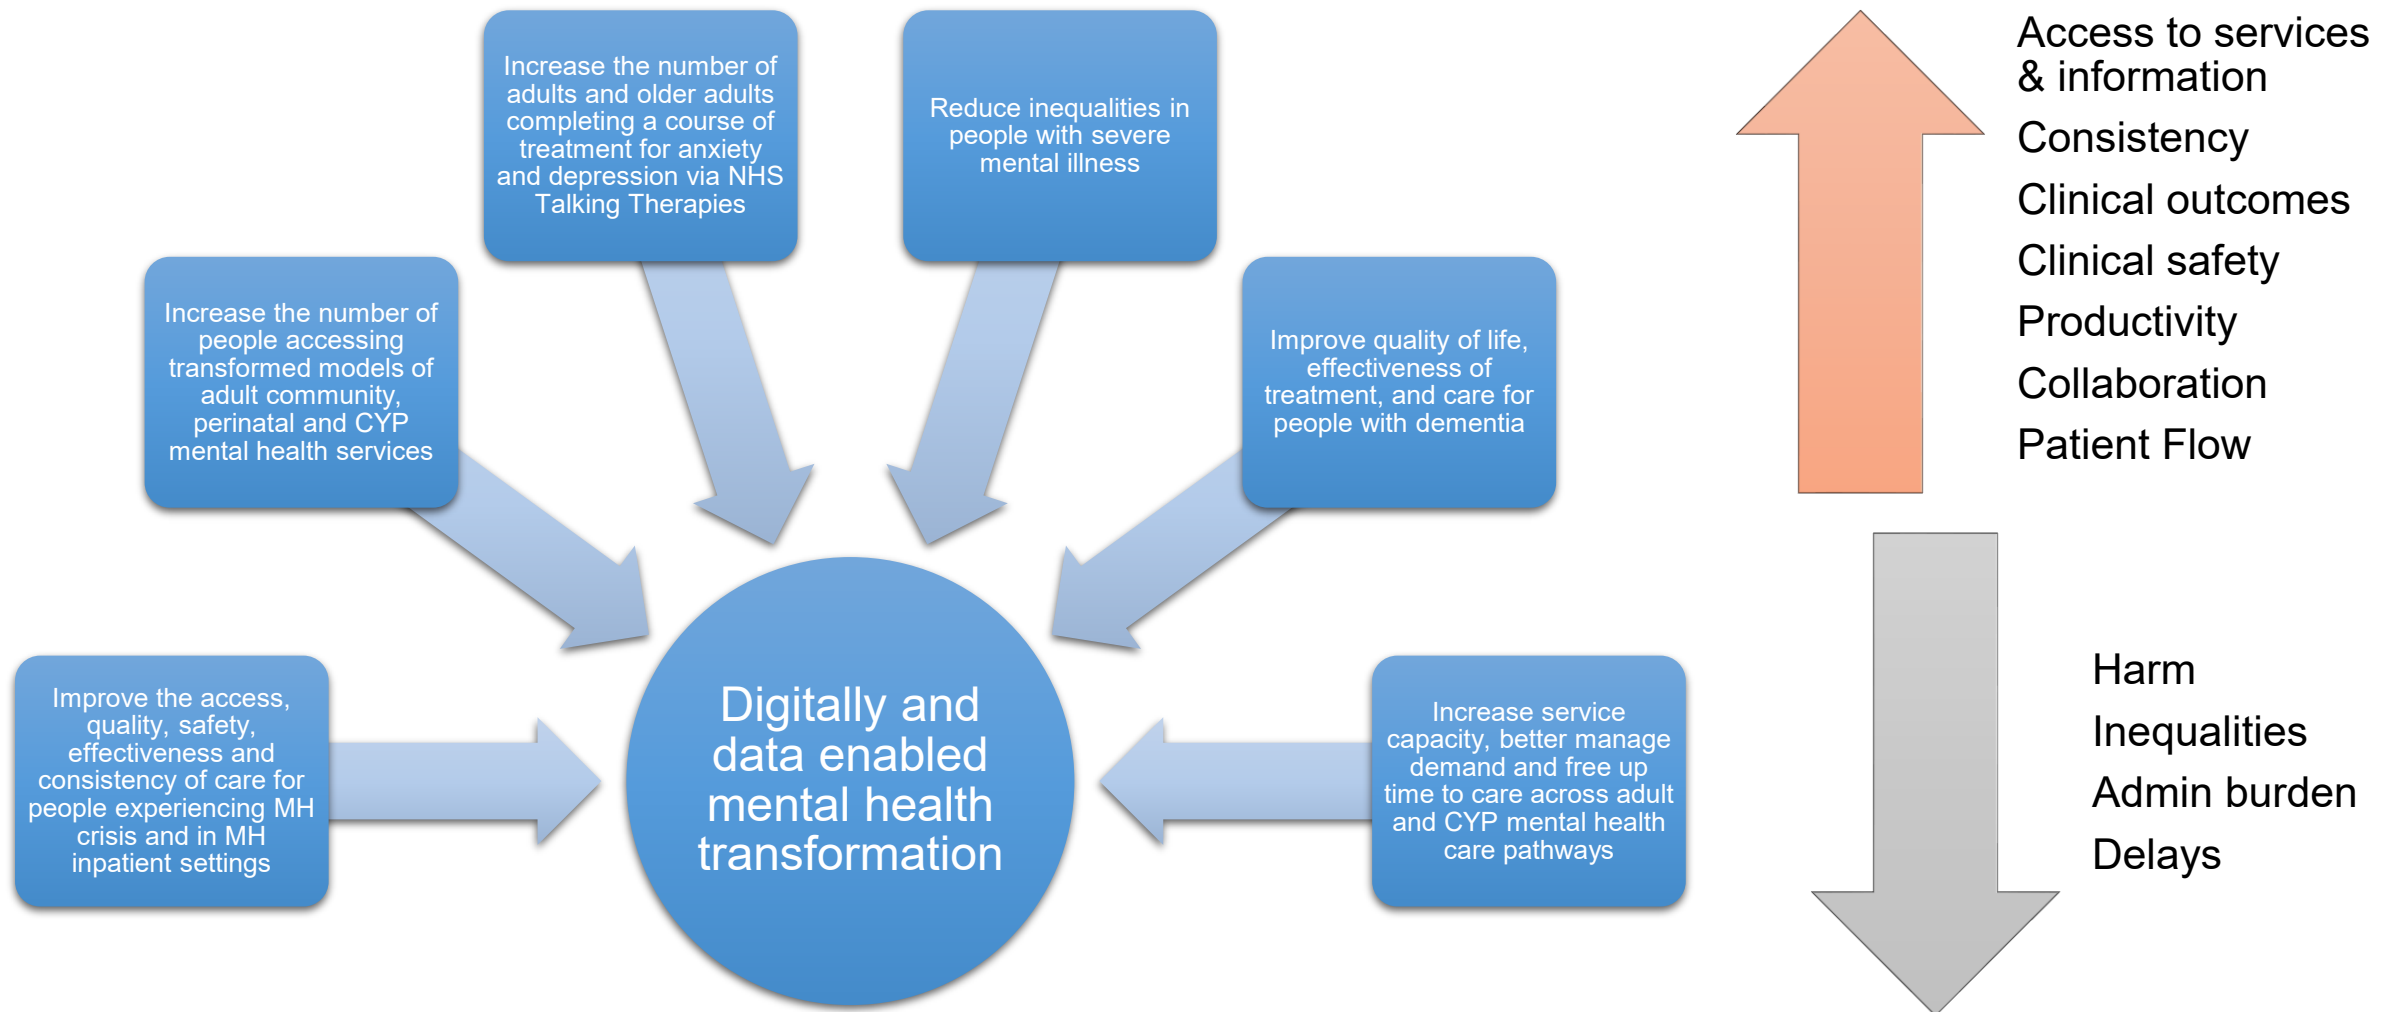 Increase the number of
adults and older adults
completing a course of
treatment for anxiety
and depression via NHS
Talking Therapies
Reduce inequalities in
people with severe
mental illness
Increase the number of
people accessing
transformed models of
adult community,
perinatal and CYP
mental health services
Improve quality of life,
effectiveness of
treatment, and care for
people with dementia
Improve the access,
quality, safety,
effectiveness and
consistency of care for
people experiencing MH
crisis and in MH
inpatient settings
Digitally and
data enabled
mental health
transformation
Increase service
capacity, better manage
demand and free up
time to care across adult
and CYP mental health
care pathways
Access to services
& information
Consistency
Clinical outcomes
Clinical safety
Productivity
Collaboration
Patient Flow
Harm
Inequalities
Admin burden
Delays